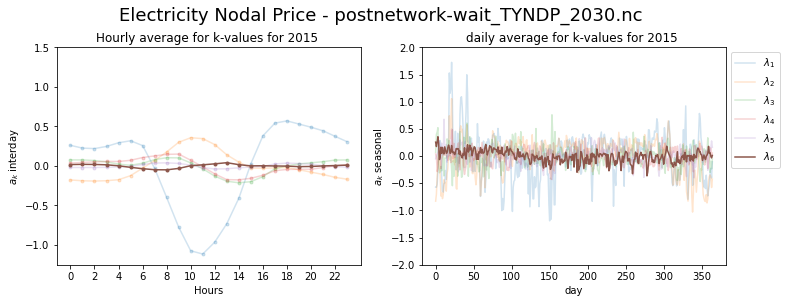 Electricity Nodal Price - postnetwork-wait_TYNDP_2030.nc
Hourly average for k-values for 2015
1.5
1.0
0.5
0.0
−0.5
−1.0
a_k interday
0 2 4 6 8 10 12 14 16 18 20 22
Hours
daily average for k-values for 2015
2.0
1.5
1.0
0.5
0.0
−0.5
−1.0
−1.5
−2.0
a_k seasonal
0 50 100 150 200 250 300 350
day
λ₁
λ₂
λ₃
λ₄
λ₅
λ₆